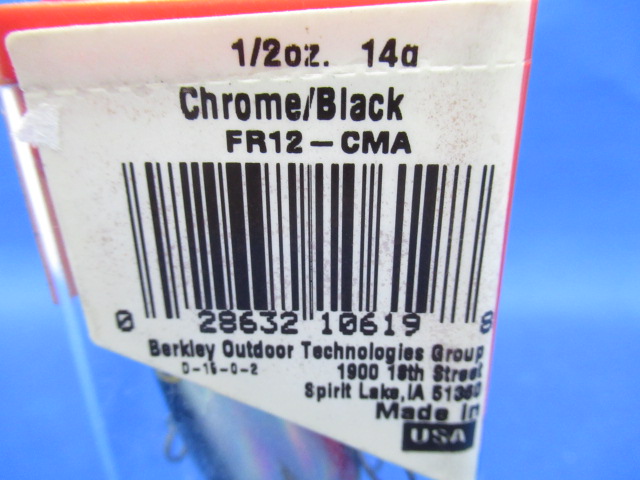 1/2oz. 14g
Chrome/Black
FR12-CMA
0 28632 10619 8
Berkley Outdoor Technologies Group
D-16-0-2 1900 18th Street
Spirit Lake, IA 51360
Made in
USA